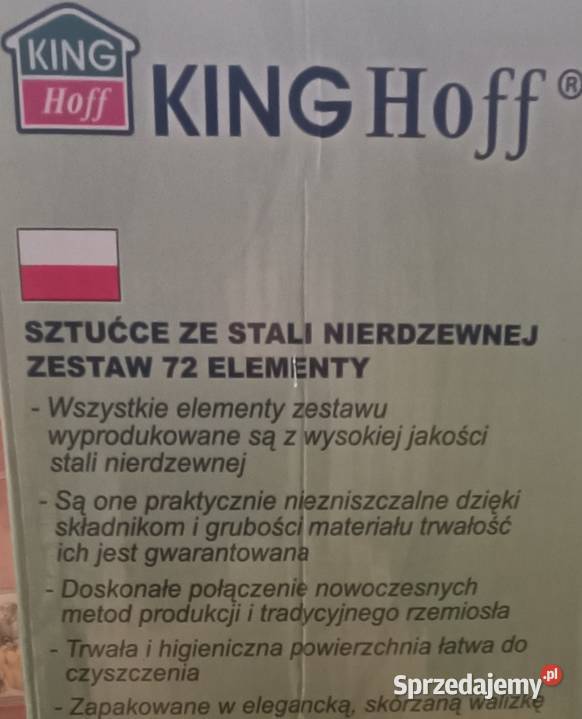 KING
Hoff
KING Hoff ®
SZTUĆCE ZE STALI NIERDZEWNEJ
ZESTAW 72 ELEMENTY
- Wszystkie elementy zestawu
wyprodukowane są z wysokiej jakości
stali nierdzewnej
- Są one praktycznie niezniszczalne dzięki
składnikom i grubości materiału trwałość
ich jest gwarantowana
- Doskonałe połączenie nowoczesnych
metod produkcji i tradycyjnego rzemiosła
- Trwała i higieniczna powierzchnia łatwa do
czyszczenia
- Zapakowane w elegancką, skórzaną walizkę
Sprzedajemy.pl